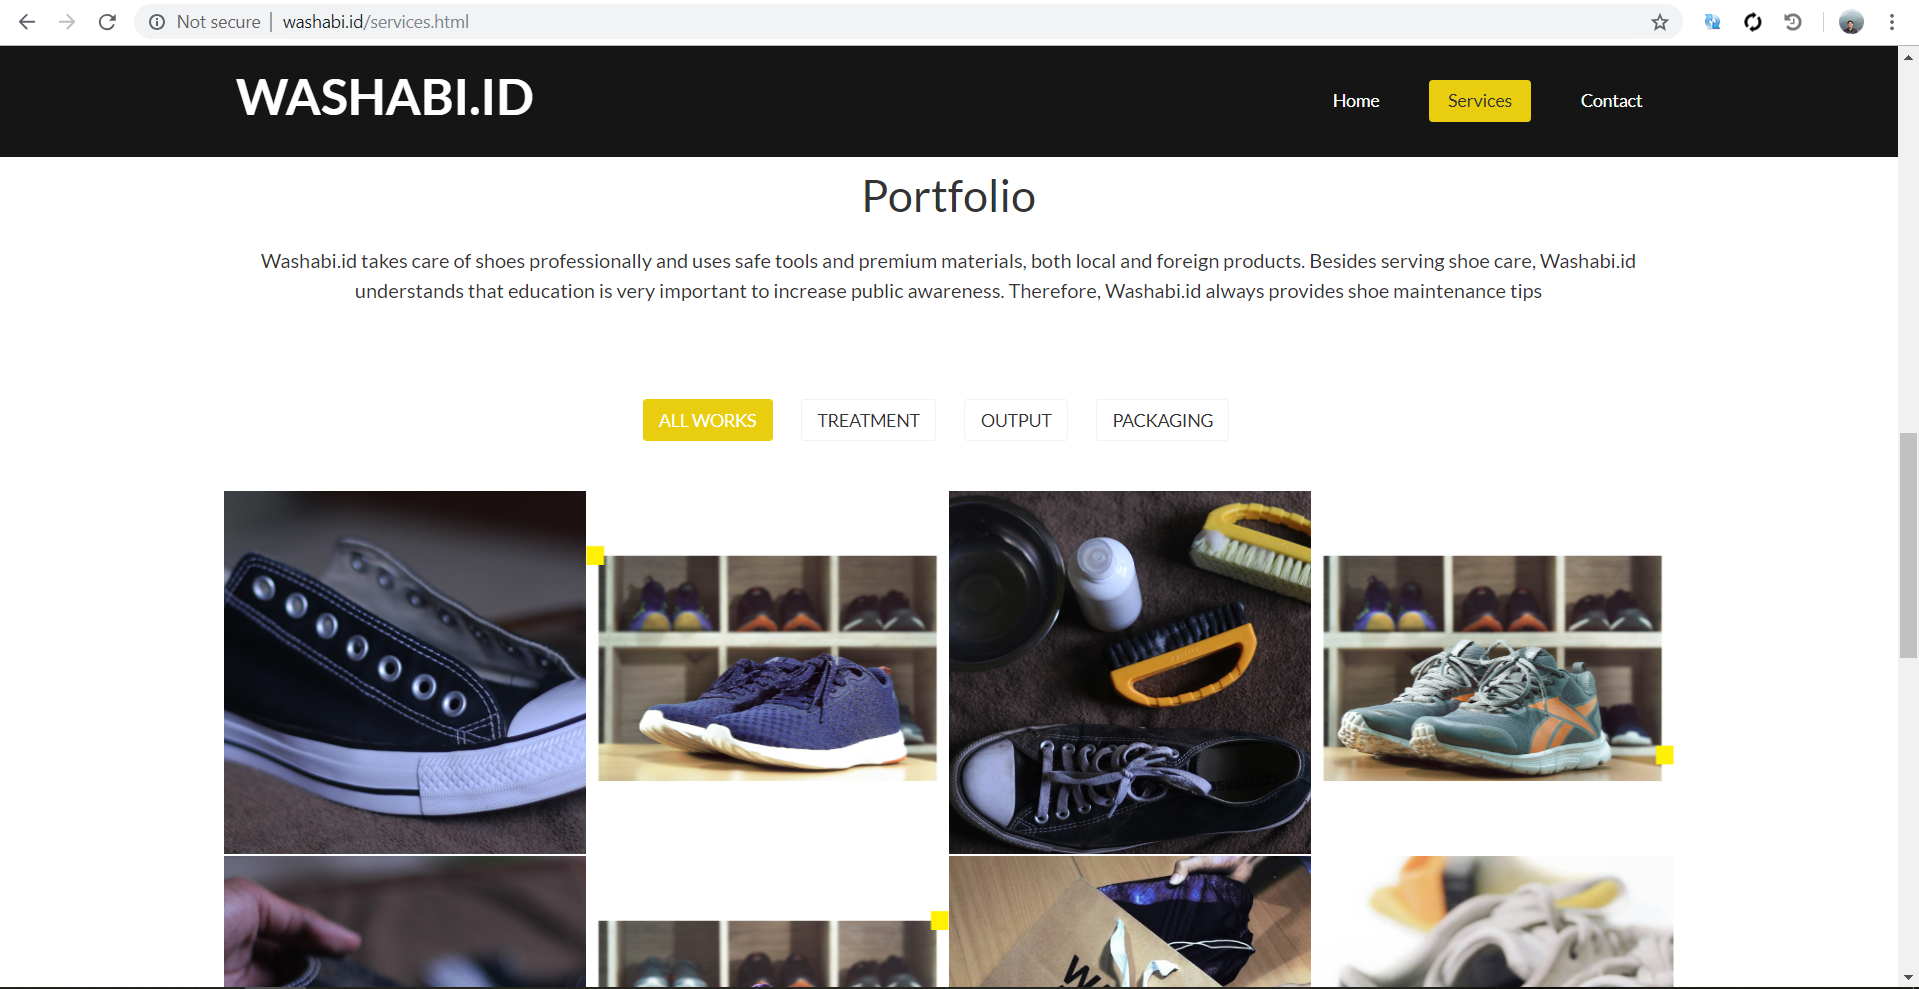 Not secure | washabi.id/services.html
WASHABI.ID
Home
Services
Contact
Portfolio
Washabi.id takes care of shoes professionally and uses safe tools and premium materials, both local and foreign products. Besides serving shoe care, Washabi.id
understands that education is very important to increase public awareness. Therefore, Washabi.id always provides shoe maintenance tips
ALL WORKS
TREATMENT
OUTPUT
PACKAGING